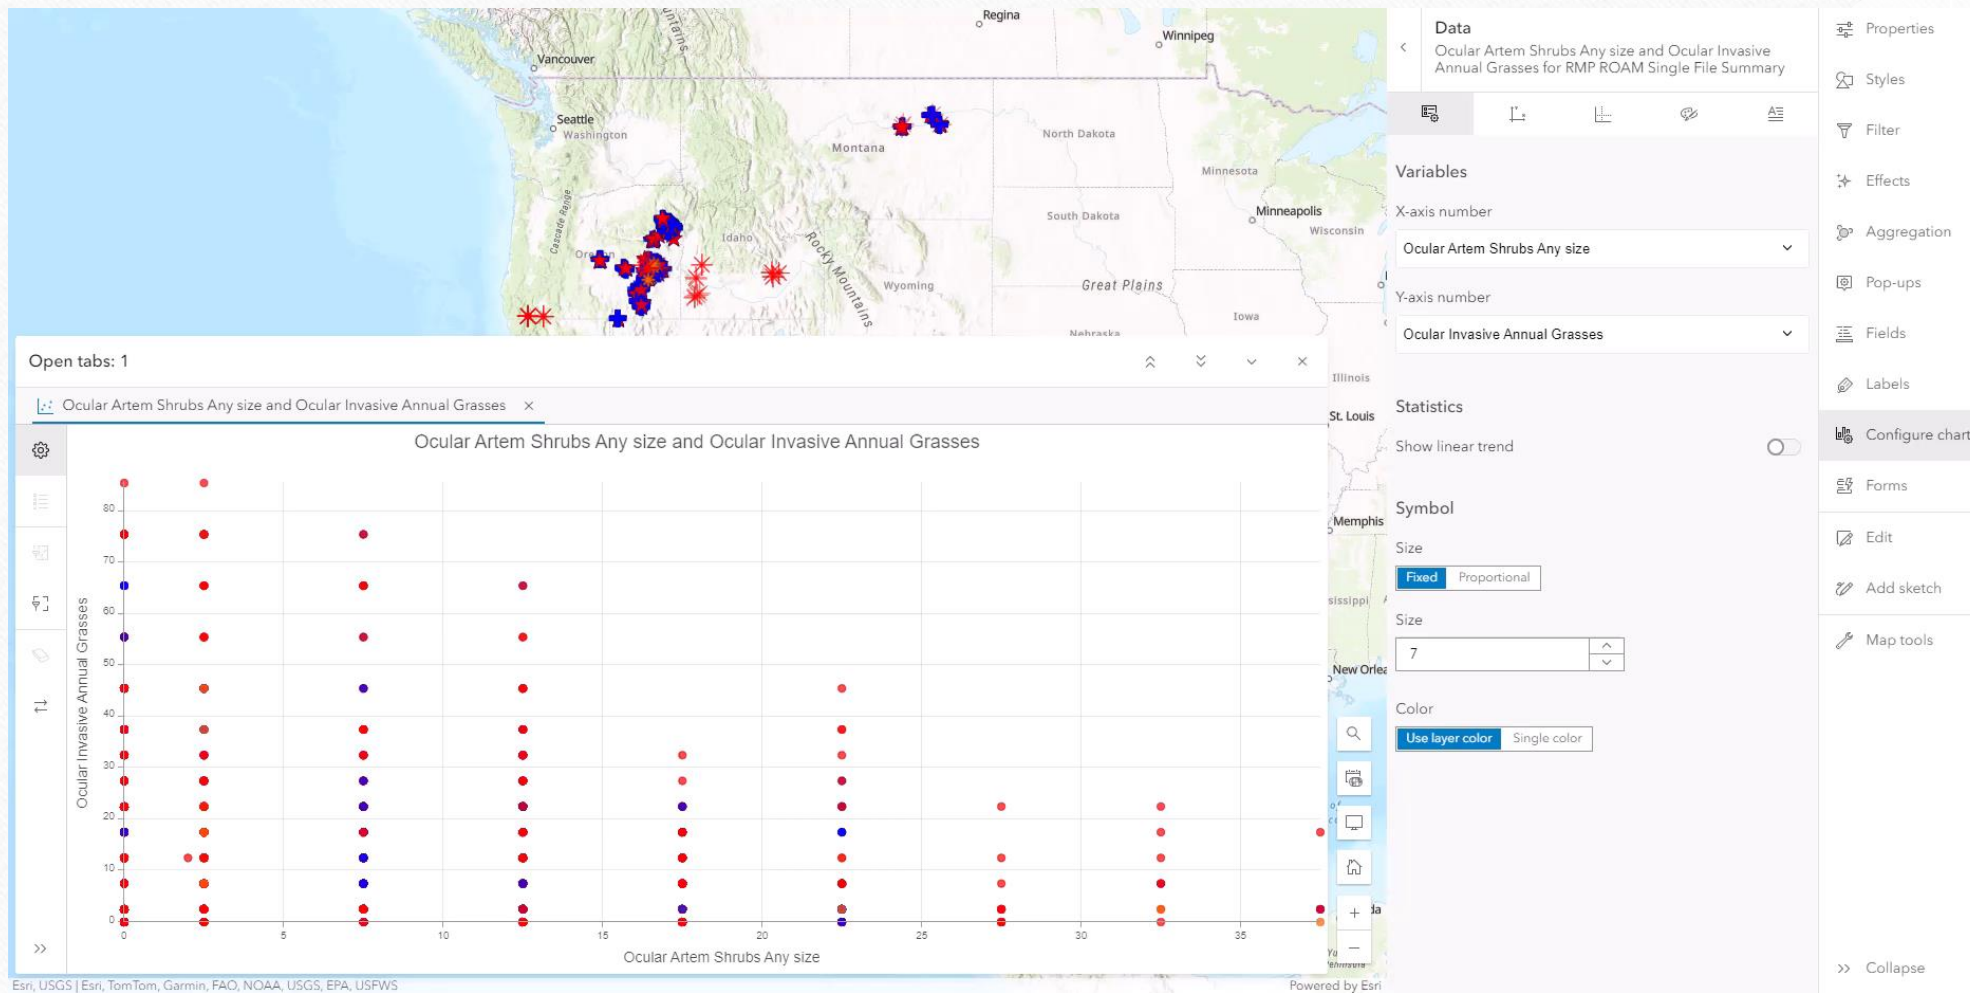 Regina
Winnipeg
Vancouver
Seattle
Washington
Montana
North Dakota
Minnesota
South Dakota
Minneapolis
Wisconsin
Cascade Range
Idaho
Rocky Mountains
Wyoming
Great Plains
Iowa
Nebraska
Illinois
St. Louis
Memphis
Open tabs: 1
Ocular Artem Shrubs Any size and Ocular Invasive Annual Grasses
Ocular Artem Shrubs Any size and Ocular Invasive Annual Grasses
Ocular Invasive Annual Grasses
80
70
60
50
40
30
20
10
0
0
5
10
15
20
25
30
35
Ocular Artem Shrubs Any size
Esri, USGS | Esri, TomTom, Garmin, FAO, NOAA, USGS, EPA, USFWS
Powered by Esri
Data
Ocular Artem Shrubs Any size and Ocular Invasive
Annual Grasses for RMP ROAM Single File Summary
Variables
X-axis number
Ocular Artem Shrubs Any size
Y-axis number
Ocular Invasive Annual Grasses
Statistics
Show linear trend
Symbol
Size
Fixed Proportional
Size
7
Color
Use layer color Single color
Properties
Styles
Filter
Effects
Aggregation
Pop-ups
Fields
Labels
Configure chart
Forms
Edit
Add sketch
Map tools
Collapse